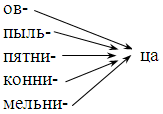 ов-
пыль-
пятни-
конни-
мельни-
ца